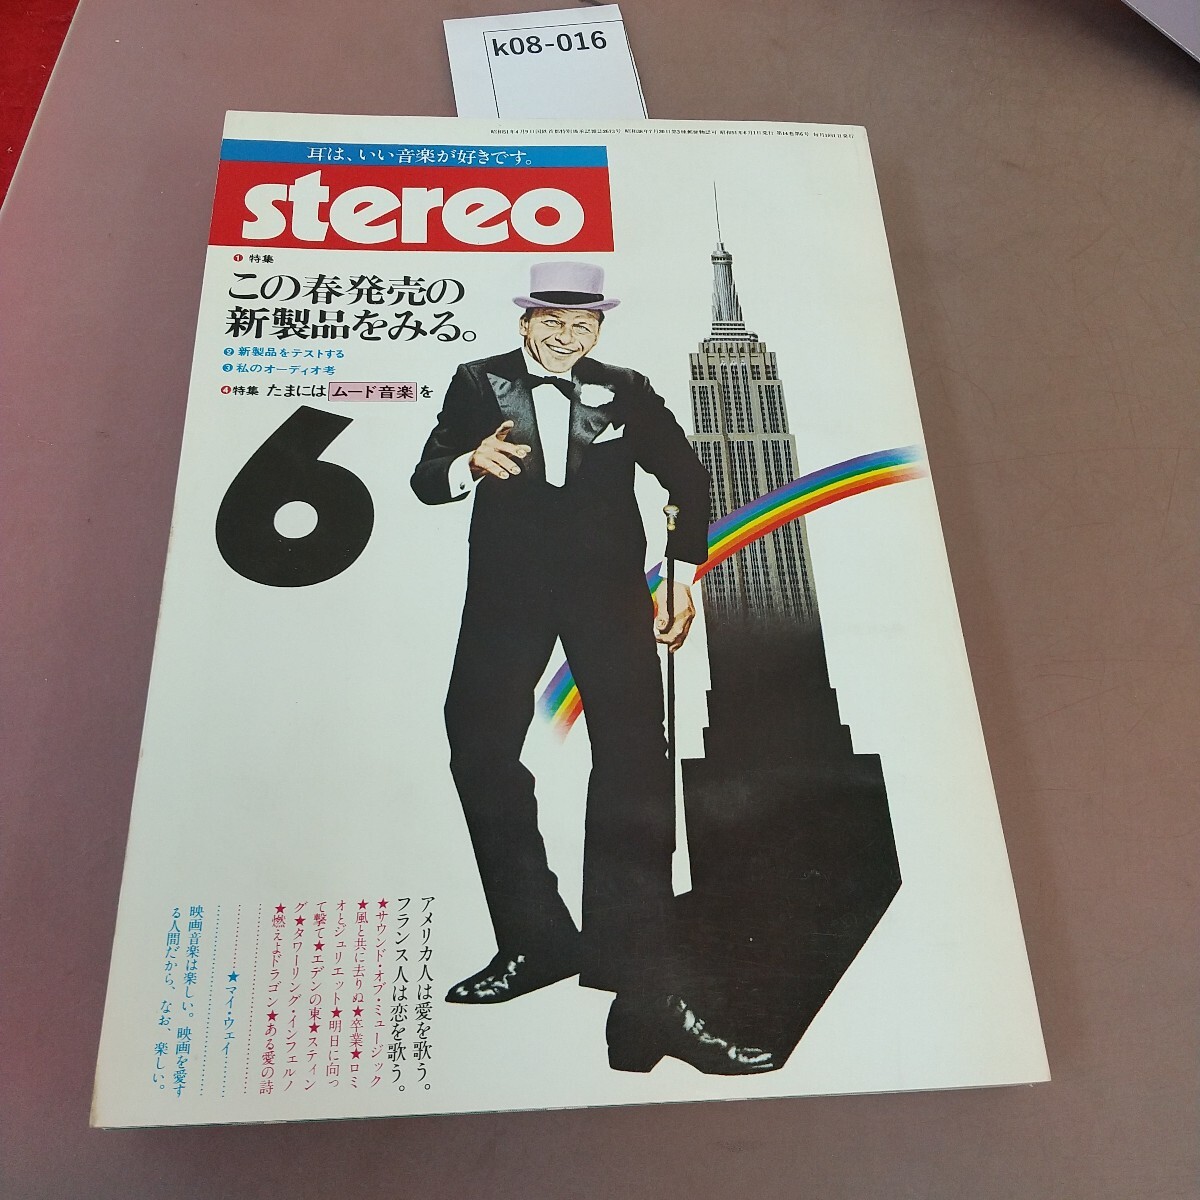 k08-016
耳は、いい音楽が好きです。
stereo
❶ 特集
この春発売の
新製品をみる。
❷ 新製品をテストする
❸ 私のオーディオ考
❹ 特集 たまにはムード音楽を
6
アメリカ人は愛を歌う。
フランス人は恋を歌う。
★サウンド・オブ・ミュージック
★風と共に去りぬ★卒業★ロミ
オとジュリエット★明日に向っ
て撃て★エデンの東★スティン
グ★タワーリング・インフェルノ
★燃えよドラゴン★ある愛の詩
★マイ・ウェイ
映画音楽は楽しい。映画を愛す
る人間だから、なお、楽しい。